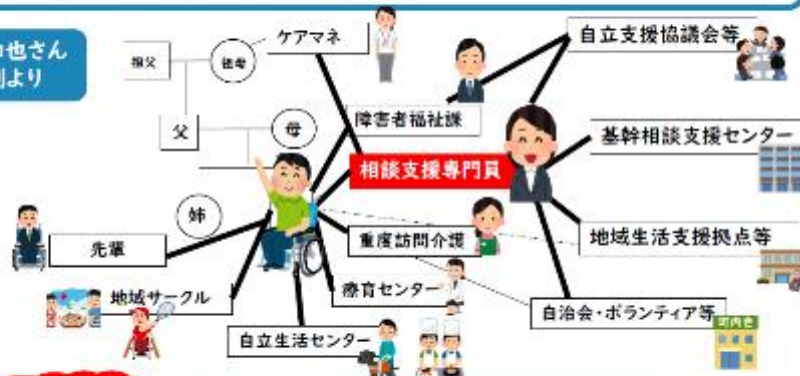 也さん
例より
祖父
祖母
ケアマネ
自立支援協議会等
父
母
障害者福祉課
基幹相談支援センター
相談支援専門員
姉
先輩
重度訪問介護
地域生活支援拠点等
地域サークル
療育センター
自治会・ボランティア等
町内会
自立生活センター